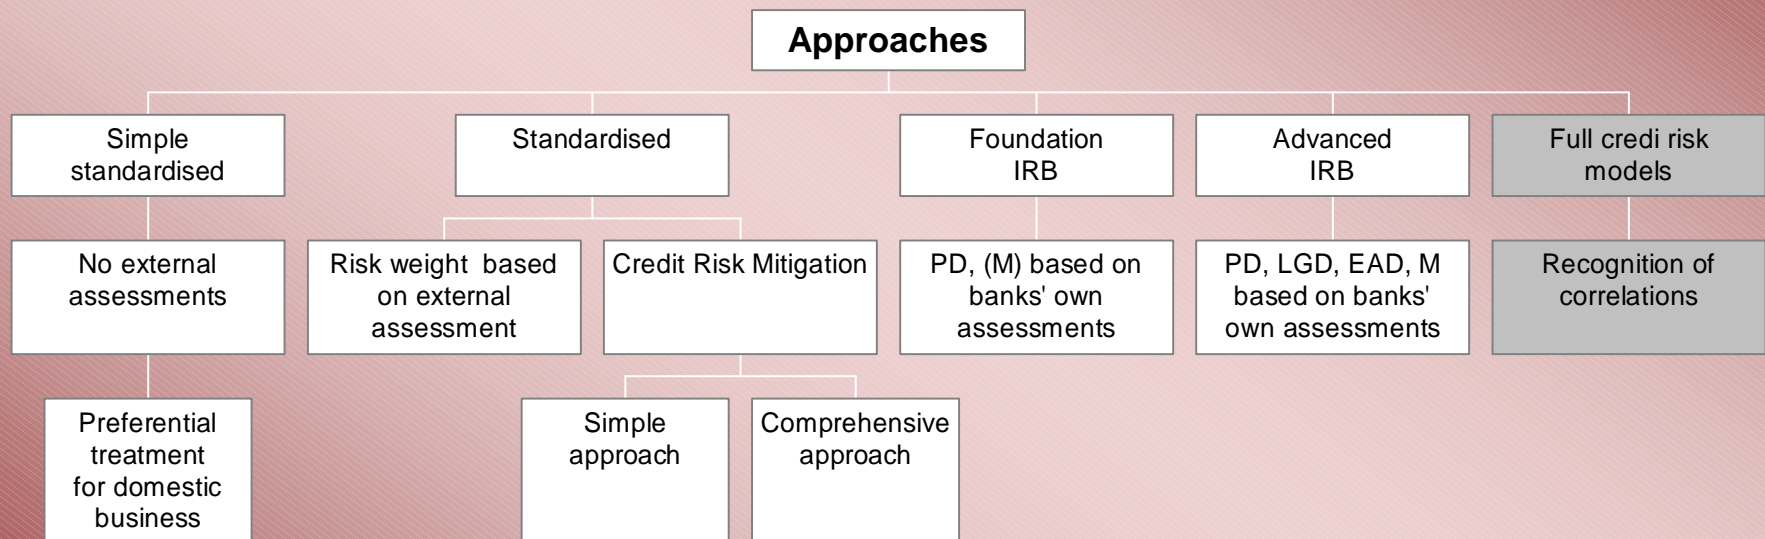 Approaches
Simple
standardised
Standardised
Foundation
IRB
Advanced
IRB
Full credi risk
models
No external
assessments
Risk weight  based
on external
assessment
Credit Risk Mitigation
PD, (M) based on
banks' own
assessments
PD, LGD, EAD, M
based on banks'
own assessments
Recognition of
correlations
Preferential
treatment
for domestic
business
Simple
approach
Comprehensive
approach